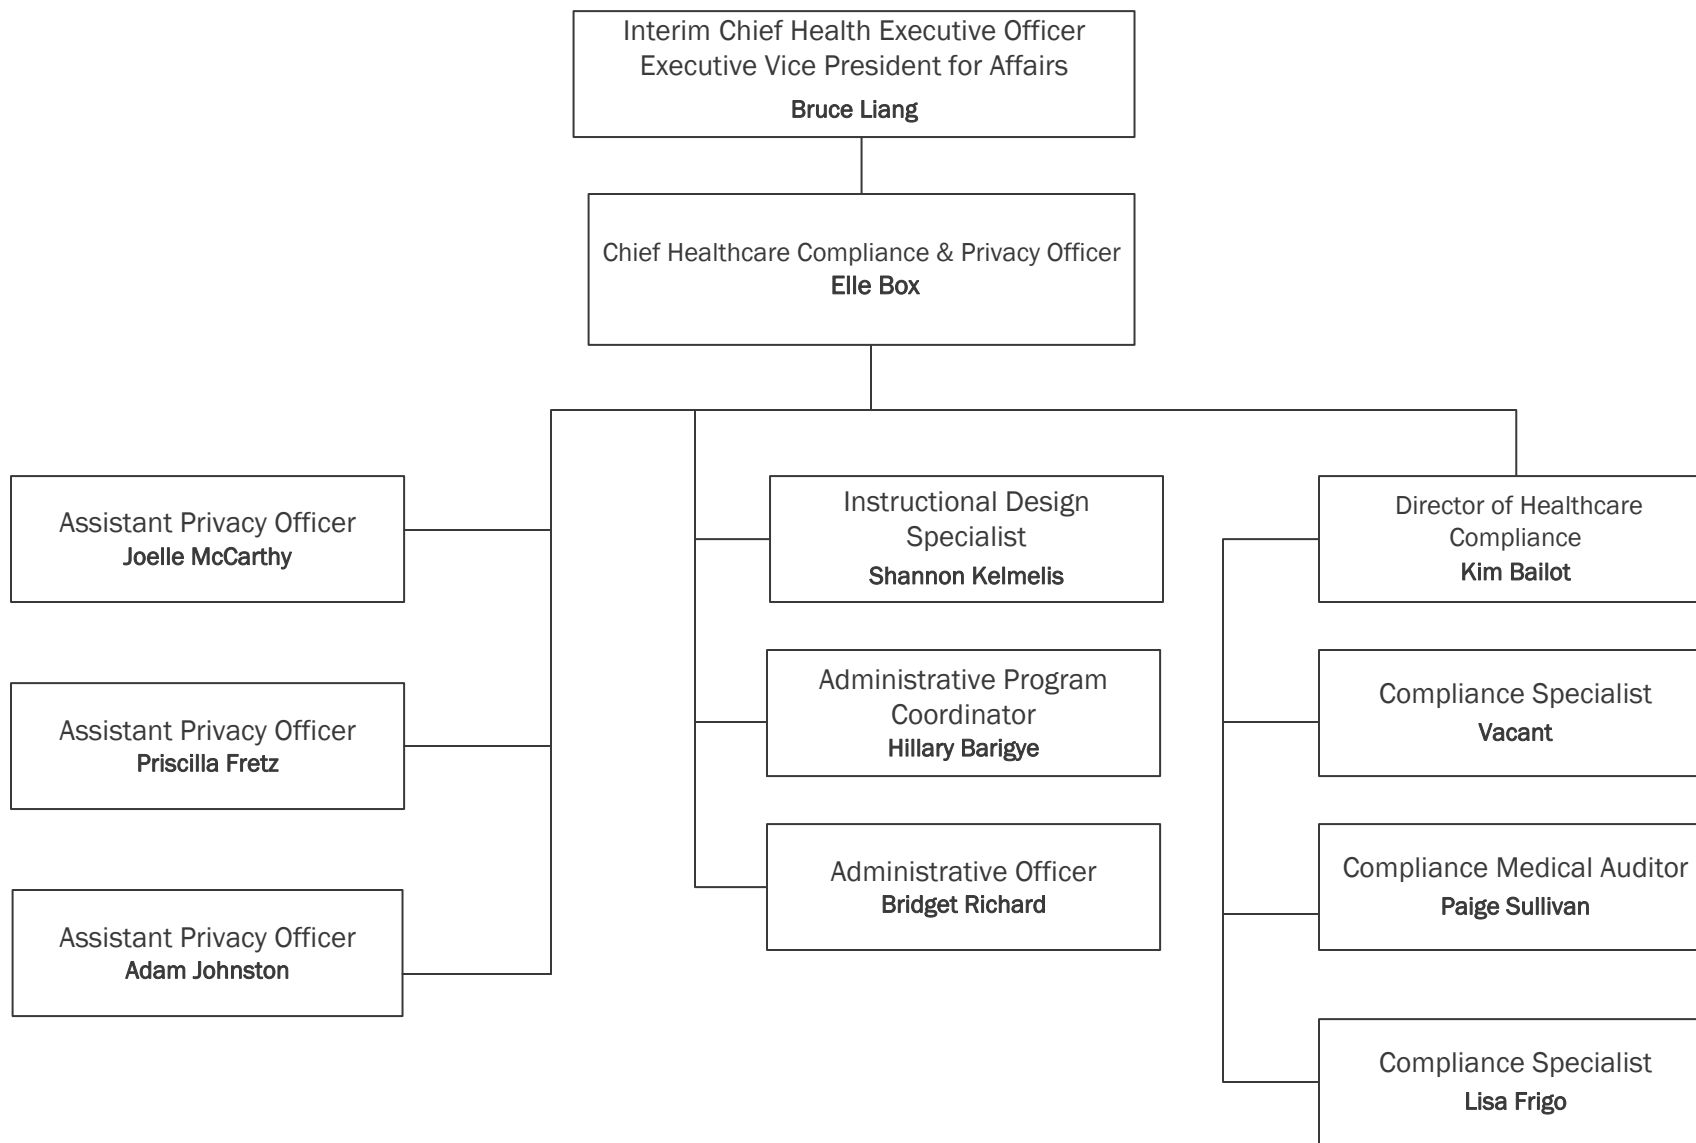 Interim Chief Health Executive Officer
Executive Vice President for Affairs
Bruce Liang
Chief Healthcare Compliance & Privacy Officer
Elle Box
Assistant Privacy Officer
Joelle McCarthy
Assistant Privacy Officer
Priscilla Fretz
Assistant Privacy Officer
Adam Johnston
Instructional Design
Specialist
Shannon Kelmelis
Administrative Program
Coordinator
Hillary Barigye
Administrative Officer
Bridget Richard
Director of Healthcare
Compliance
Kim Bailot
Compliance Specialist
Vacant
Compliance Medical Auditor
Paige Sullivan
Compliance Specialist
Lisa Frigo